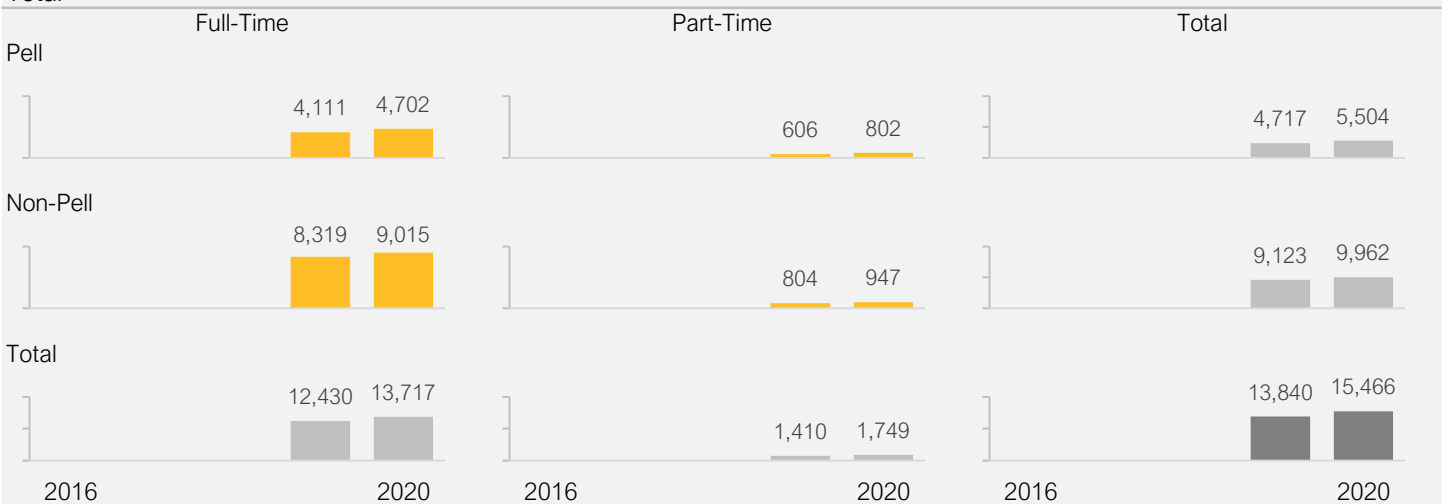 Full-Time Part-Time Total
Pell
4,111 4,702 606 802 4,717 5,504
Non-Pell
8,319 9,015 804 947 9,123 9,962
Total
12,430 13,717 1,410 1,749 13,840 15,466
2016 2020 2016 2020 2016 2020